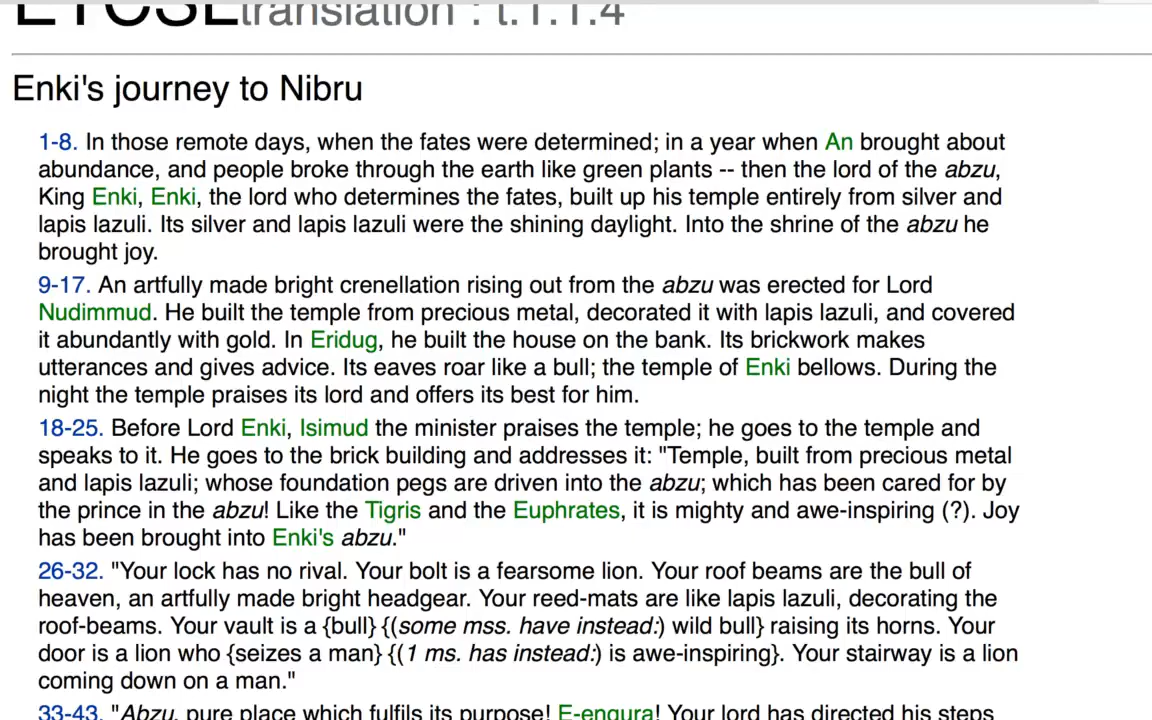 ETCSLtranslation : t.1.1.4
Enki's journey to Nibru
1-8. In those remote days, when the fates were determined; in a year when An brought about
abundance, and people broke through the earth like green plants -- then the lord of the abzu,
King Enki, Enki, the lord who determines the fates, built up his temple entirely from silver and
lapis lazuli. Its silver and lapis lazuli were the shining daylight. Into the shrine of the abzu he
brought joy.
9-17. An artfully made bright crenellation rising out from the abzu was erected for Lord
Nudimmud. He built the temple from precious metal, decorated it with lapis lazuli, and covered
it abundantly with gold. In Eridug, he built the house on the bank. Its brickwork makes
utterances and gives advice. Its eaves roar like a bull; the temple of Enki bellows. During the
night the temple praises its lord and offers its best for him.
18-25. Before Lord Enki, Isimud the minister praises the temple; he goes to the temple and
speaks to it. He goes to the brick building and addresses it: "Temple, built from precious metal
and lapis lazuli; whose foundation pegs are driven into the abzu; which has been cared for by
the prince in the abzu! Like the Tigris and the Euphrates, it is mighty and awe-inspiring (?). Joy
has been brought into Enki's abzu."
26-32. "Your lock has no rival. Your bolt is a fearsome lion. Your roof beams are the bull of
heaven, an artfully made bright headgear. Your reed-mats are like lapis lazuli, decorating the
roof-beams. Your vault is a {bull} {(some mss. have instead:) wild bull} raising its horns. Your
door is a lion who {seizes a man} {(1 ms. has instead:) is awe-inspiring}. Your stairway is a lion
coming down on a man."
33-43. "Abzu, pure place which fulfils its purpose! E-engura! Your lord has directed his steps